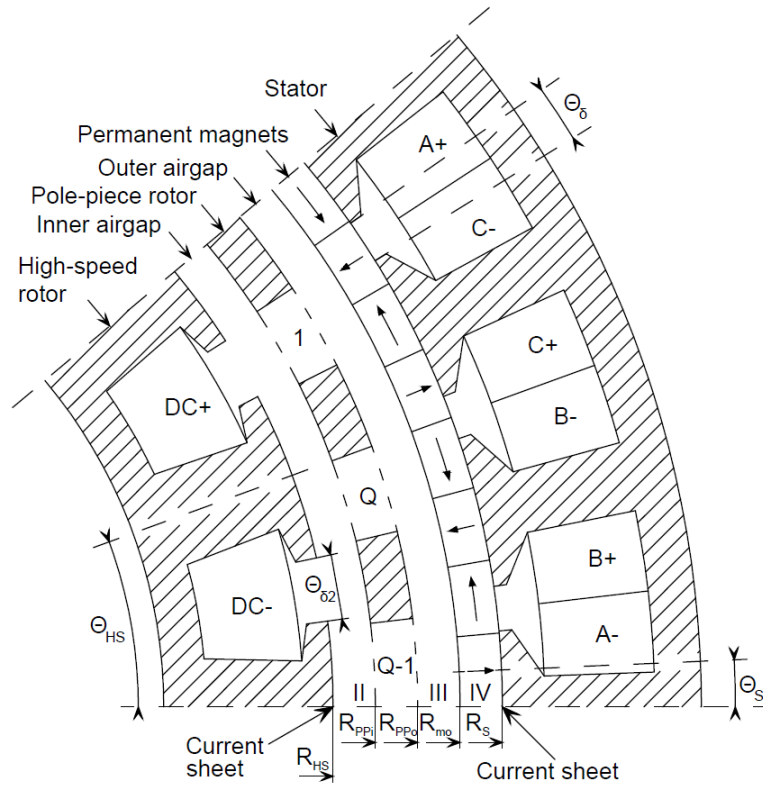 Stator
Permanent magnets
Outer airgap
Pole-piece rotor
Inner airgap
High-speed
rotor
Θδ
A+
C-
C+
B-
B+
A-
DC+
DC-
1
Q
Q-1
Θδ2
ΘHS
ΘS
II
III
IV
RPPi
RPPo
Rmo
RS
RHS
Current
sheet
Current sheet